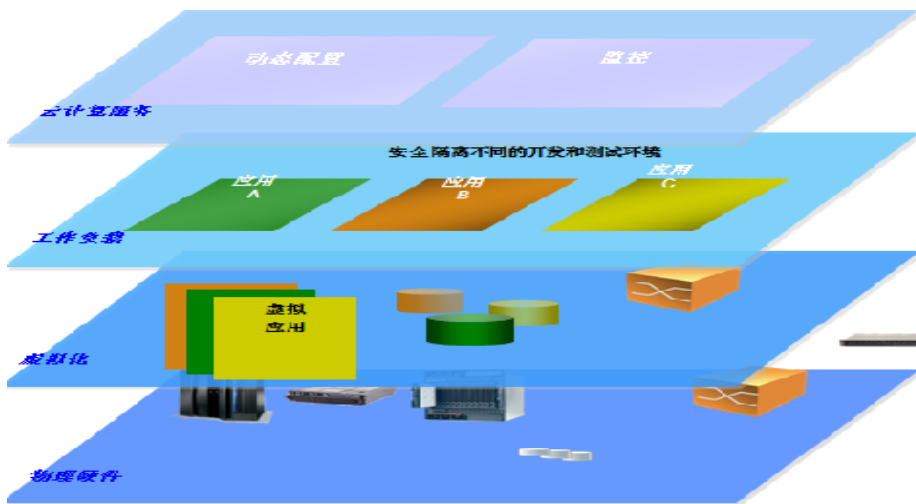 动态配置
监控
云计算服务
安全隔离不同的开发和测试环境
应用
A
应用
B
应用
C
工作负载
虚拟
应用
虚拟化
物理硬件